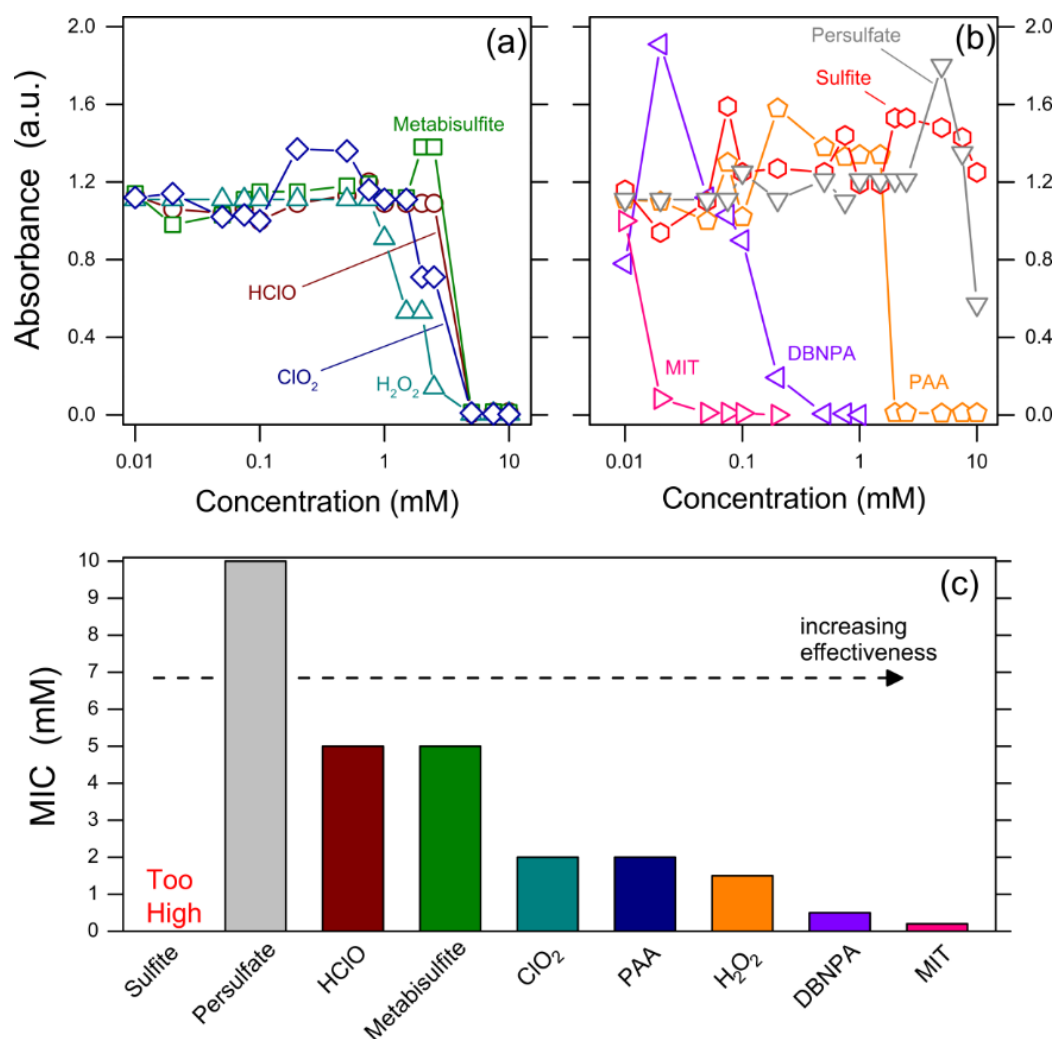 (a)
2.0
1.6
1.2
0.8
0.4
0.0
Absorbance (a.u.)
Metabisulfite
HClO
ClO₂
H₂O₂
0.01
0.1
1
10
Concentration (mM)
(b)
Persulfate
Sulfite
MIT
DBNPA
PAA
2.0
1.6
1.2
0.8
0.4
0.0
0.01
0.1
1
10
Concentration (mM)
(c)
10
9
8
7
6
5
4
3
2
1
0
MIC (mM)
increasing
effectiveness
Too
High
Sulfite
Persulfate
HClO
Metabisulfite
ClO₂
PAA
H₂O₂
DBNPA
MIT